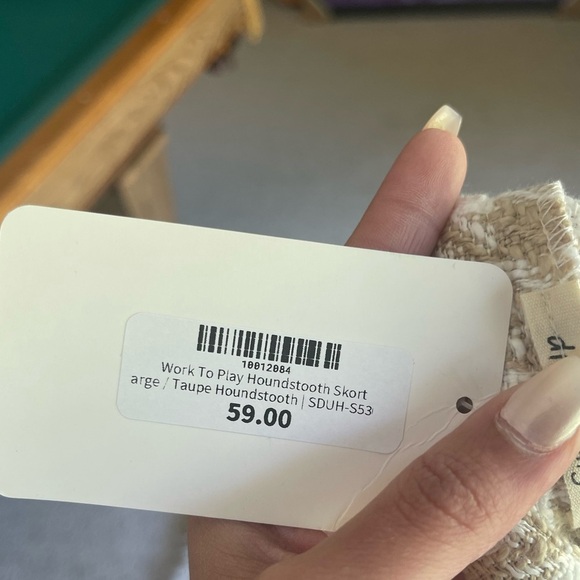 10012084
Work To Play Houndstooth Skort
arge / Taupe Houndstooth | SDUH-S53
59.00